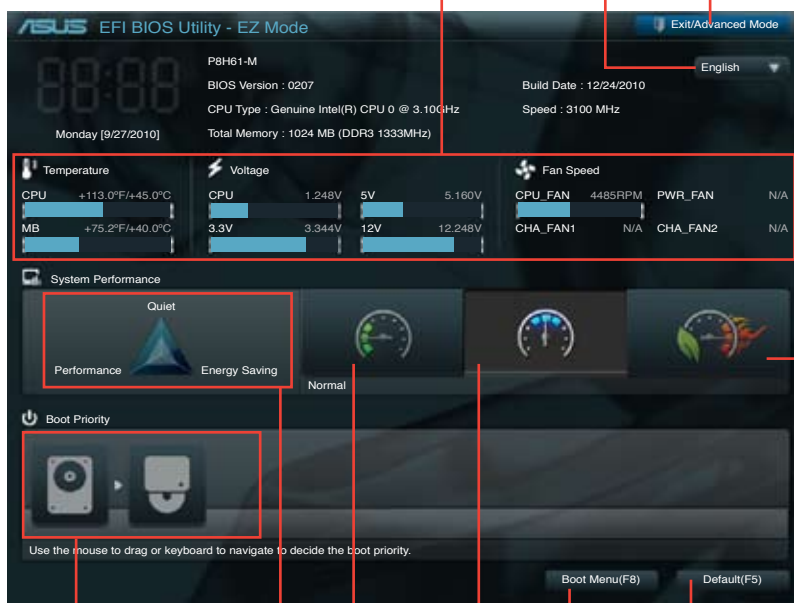 ASUS EFI BIOS Utility - EZ Mode
Exit/Advanced Mode
English
P8H61-M
BIOS Version : 0207
Build Date : 12/24/2010
CPU Type : Genuine Intel(R) CPU 0 @ 3.10GHz
Speed : 3100 MHz
Monday [9/27/2010]
Total Memory : 1024 MB (DDR3 1333MHz)
Temperature
CPU +113.0ºF/+45.0ºC
MB +75.2ºF/+40.0ºC
Voltage
CPU 1.248V
5V 5.160V
3.3V 3.344V
12V 12.248V
Fan Speed
CPU_FAN 4485RPM
PWR_FAN N/A
CHA_FAN1 N/A
CHA_FAN2 N/A
System Performance
Quiet
Performance
Energy Saving
Normal
Boot Priority
Use the mouse to drag or keyboard to navigate to decide the boot priority.
Boot Menu(F8)
Default(F5)